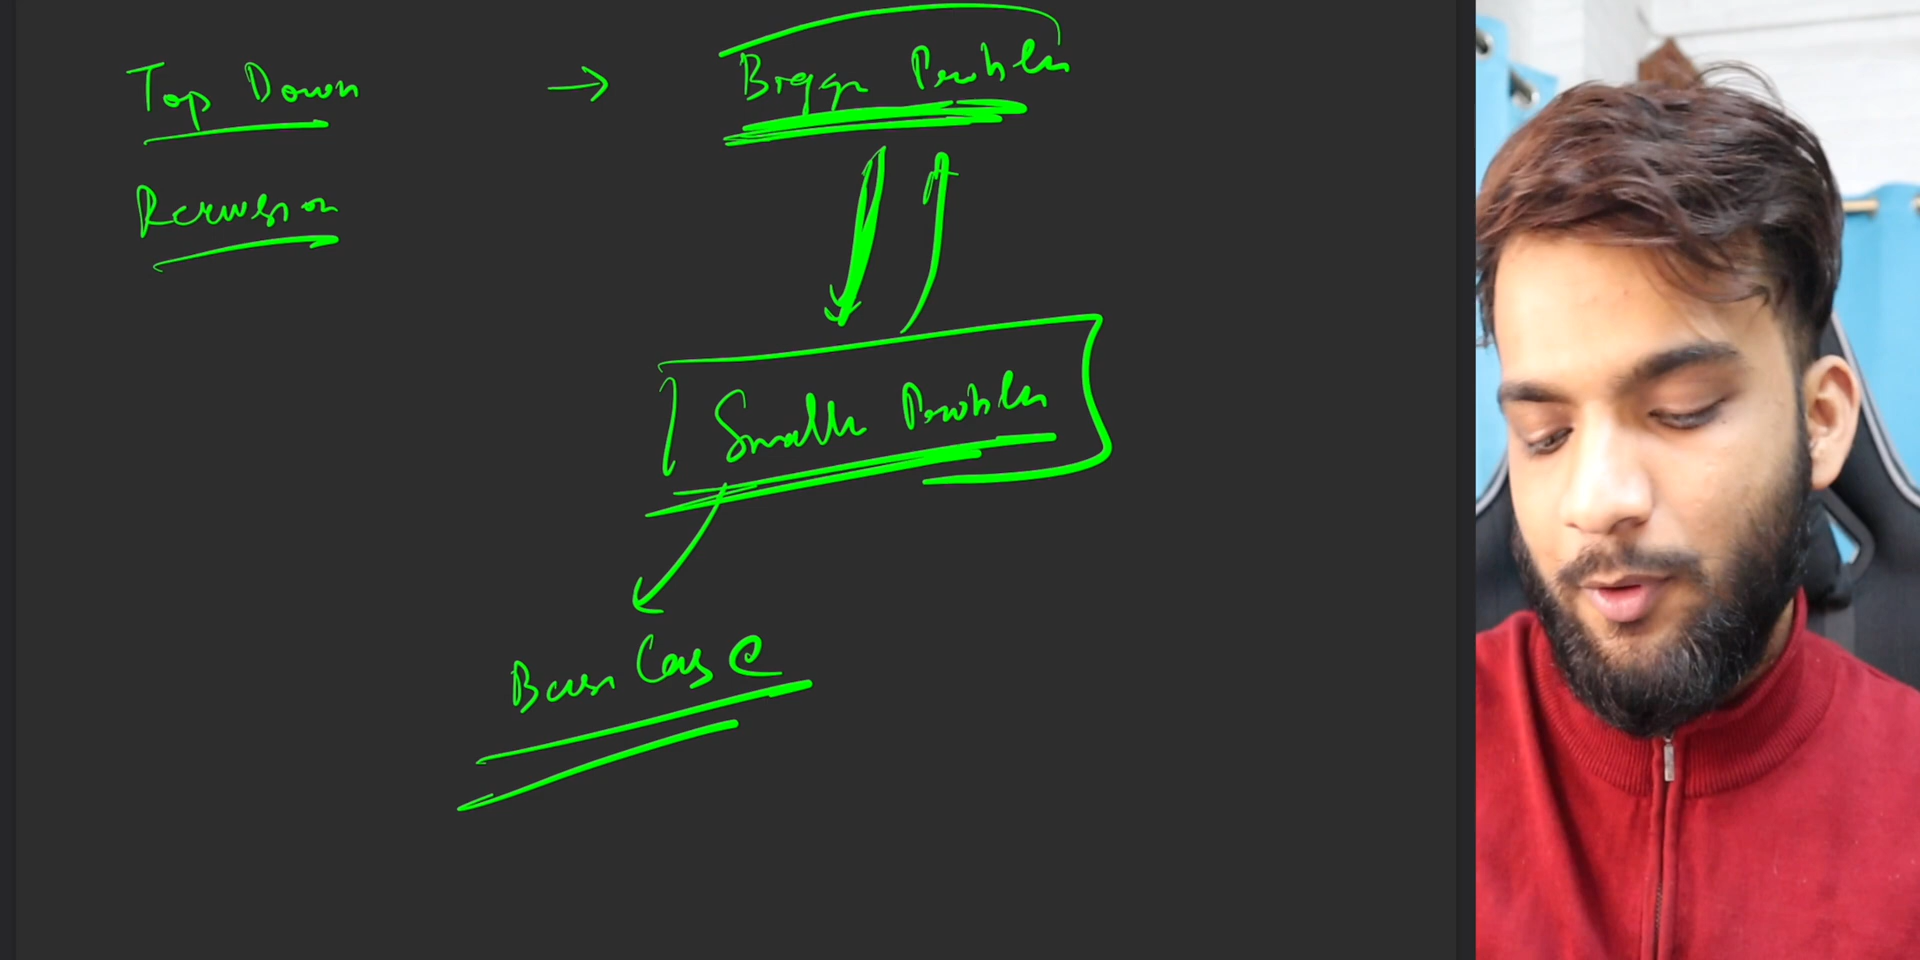 Top Down → Bigger Problem
Recursion
Smaller Problem
Base Case